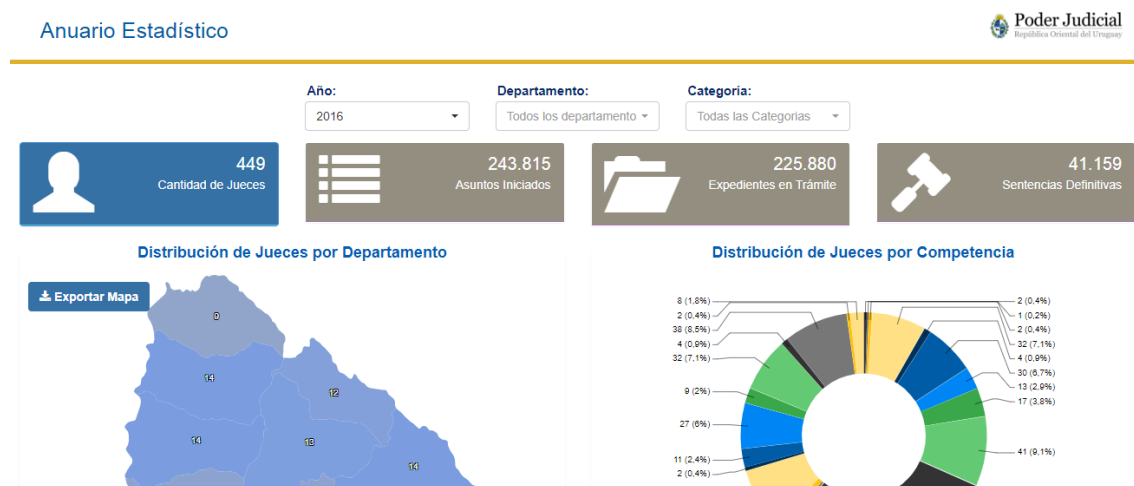 Anuario Estadístico
Poder Judicial
República Oriental del Uruguay
Año:
Departamento:
Categoria:
2016
Todos los departamento
Todas las Categorias
449
Cantidad de Jueces
243.815
Asuntos Iniciados
225.880
Expedientes en Trámite
41.159
Sentencias Definitivas
Distribución de Jueces por Departamento
Distribución de Jueces por Competencia
Exportar Mapa
14
12
14
13
14
8 (1,8%)
2 (0.4%)
38 (8,5%)
4 (0.9%)
32 (7.1%)
9 (2%)
27 (6%)
11 (2.4%)
2 (0.4%)
2 (0.4%)
1 (0.2%)
2 (0.4%)
32 (7.1%)
4 (0.9%)
30 (6.7%)
13 (2.9%)
17 (3.8%)
41 (9.1%)